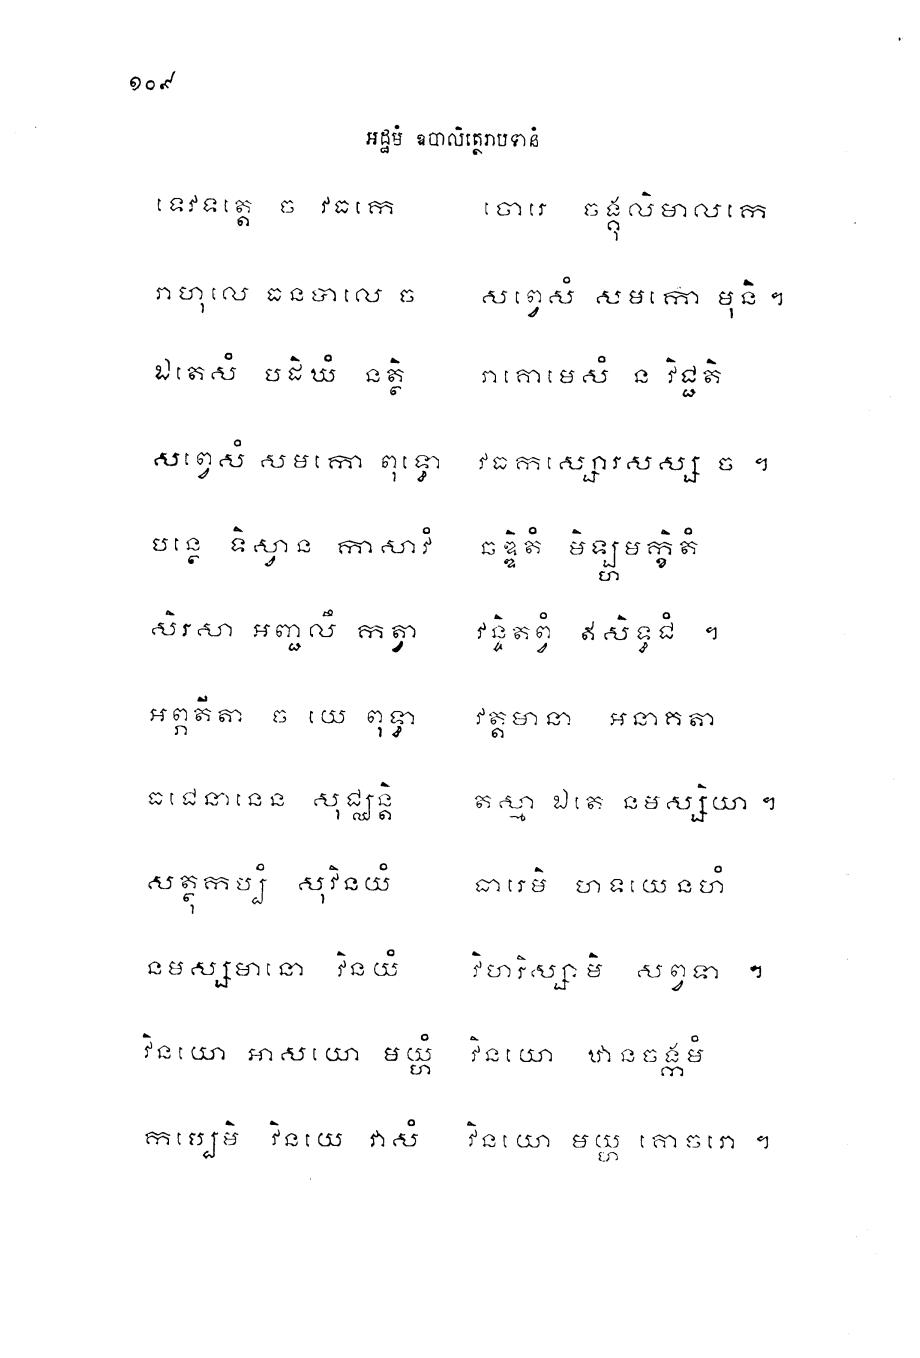 ១០៩
អដ្ឋមំ ឧបាលិត្ថេរាបទានំ
ទេវទត្តេ ច វធកេ ចោរេ ចង្គុលិមាលកេ
រាហុលេ ធនបាលេ ច សព្វេសំ សមកោ មុនិ ។
ឯតេសំ បដិឃំ នត្ថិ រាគោមេសំ ន វិជ្ជតិ
សព្វេសំ សមកោ ពុទ្ធោ វធកស្សោរសស្ស ច ។
បន្ថេ ទិស្វាន កាសាវំ ឆឌ្ឌិតំ មិឡ្ហមក្ខិតំ
សិរសា អញ្ជលឹ កត្វា វន្ទិតព្វំ ឥសិទ្ធជំ ។
អព្ភតីតា ច យេ ពុទ្ធា វត្តមានា អនាគតា
ធជេនានេន សុជ្ឈន្តិ តស្មា ឯតេ នមស្សិយា ។
សត្ថុកប្បំ សុវិនយំ ធារេមិ ហទយេនហំ
នមស្សមានោ វិនយំ វិហរិស្សាមិ សព្វទា ។
វិនយោ អាសយោ មយ្ហំ វិនយោ ឋានចង្កមំ
កប្បេមិ វិនយេ វាសំ វិនយោ មយ្ហ គោចរោ ។